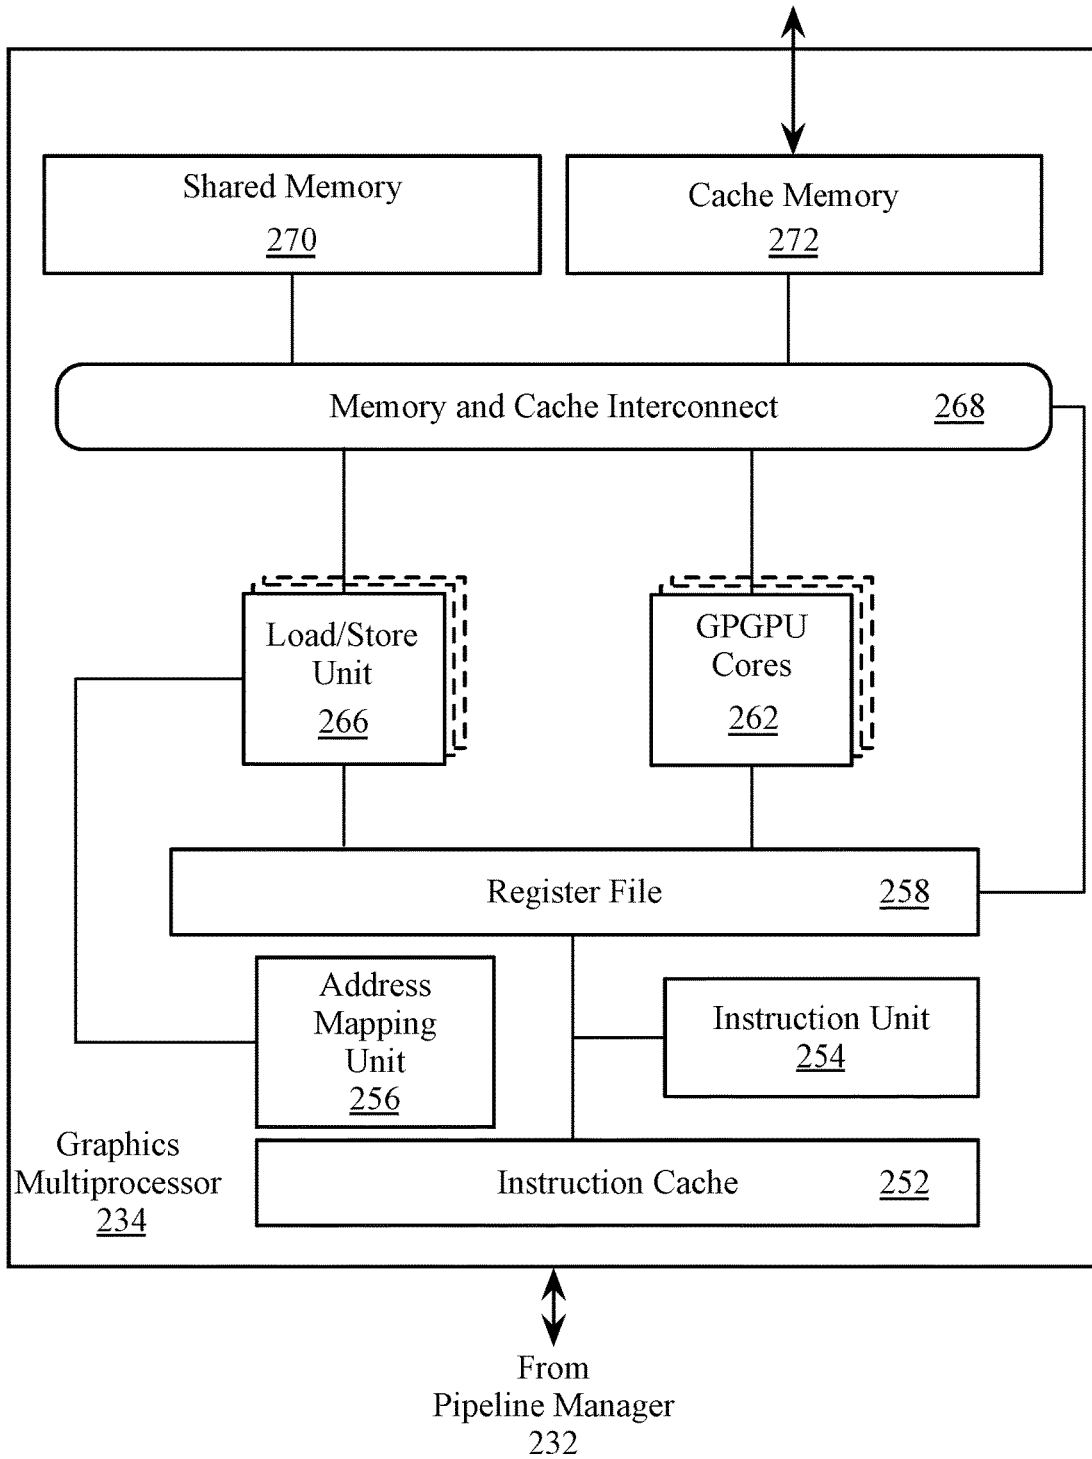 Shared Memory
270
Cache Memory
272
Memory and Cache Interconnect 268
Load/Store
Unit
266
GPGPU
Cores
262
Register File 258
Address
Mapping
Unit
256
Instruction Unit
254
Graphics
Multiprocessor
234
Instruction Cache 252
From
Pipeline Manager
232